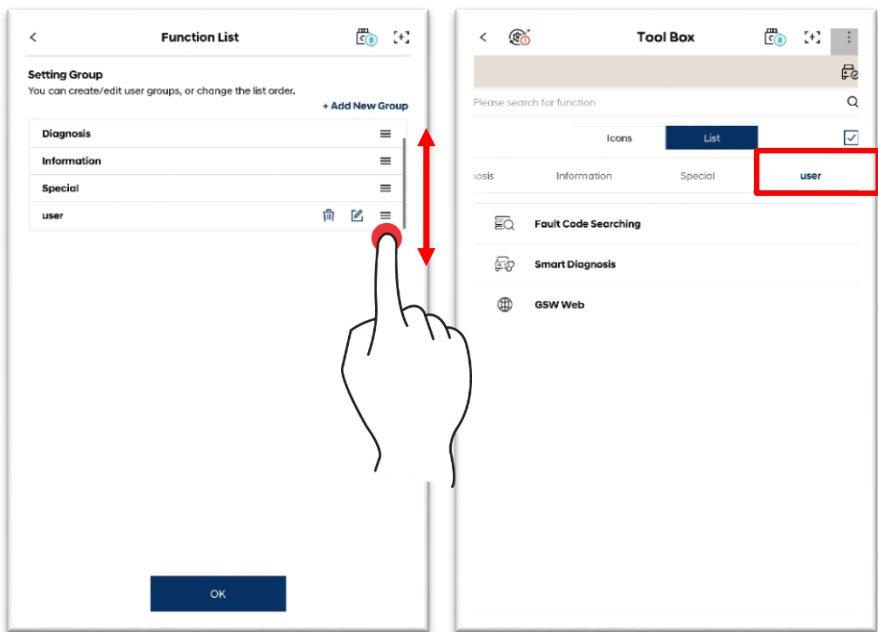 Function List
Setting Group
You can create/edit user groups, or change the list order.
+ Add New Group
Diagnosis
Information
Special
user
OK
Tool Box
Please search for function
Icons
List
nosis
Information
Special
user
Fault Code Searching
Smart Diagnosis
GSW Web